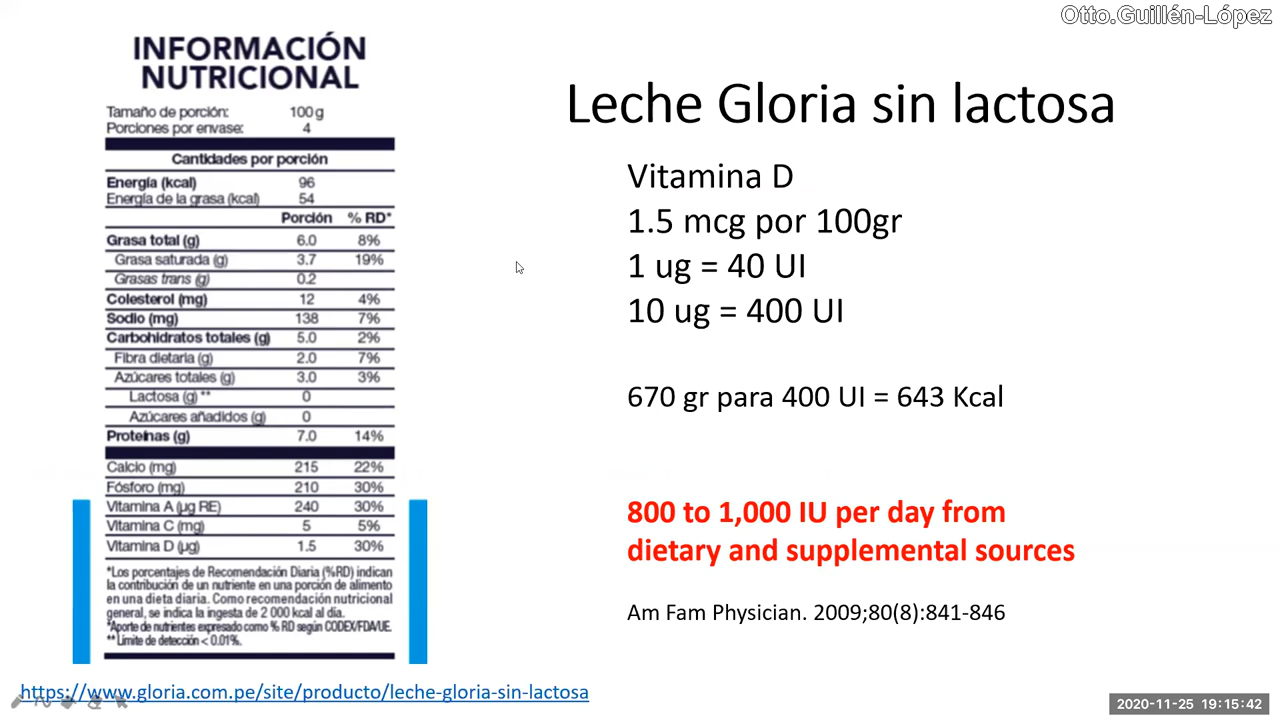 Otto.Guillén-López
INFORMACIÓN
NUTRICIONAL
Tamaño de porción: 100 g
Porciones por envase: 4
Cantidades por porción
Energía (kcal) 96
Energía de la grasa (kcal) 54
Porción % RD*
Grasa total (g) 6.0 8%
Grasa saturada (g) 3.7 19%
Grasas trans (g) 0.2
Colesterol (mg) 12 4%
Sodio (mg) 138 7%
Carbohidratos totales (g) 5.0 2%
Fibra dietaria (g) 2.0 7%
Azúcares totales (g) 3.0 3%
Lactosa (g) ** 0
Azúcares añadidos (g) 0
Proteínas (g) 7.0 14%
Calcio (mg) 215 22%
Fósforo (mg) 210 30%
Vitamina A (µg RE) 240 30%
Vitamina C (mg) 5 5%
Vitamina D (µg) 1.5 30%
*Los porcentajes de Recomendación Diaria (%RD) indican
la contribución de un nutriente en una porción de alimento
en una dieta diaria. Como recomendación nutricional
general, se indica la ingesta de 2 000 kcal al día.
*Aporte de nutrientes expresado como % RD según CODEX/FDA/UE.
** Límite de detección < 0.01%.
https://www.gloria.com.pe/site/producto/leche-gloria-sin-lactosa
Leche Gloria sin lactosa
Vitamina D
1.5 mcg por 100gr
1 ug = 40 UI
10 ug = 400 UI
670 gr para 400 UI = 643 Kcal
800 to 1,000 IU per day from
dietary and supplemental sources
Am Fam Physician. 2009;80(8):841-846
2020-11-25 19:15:42